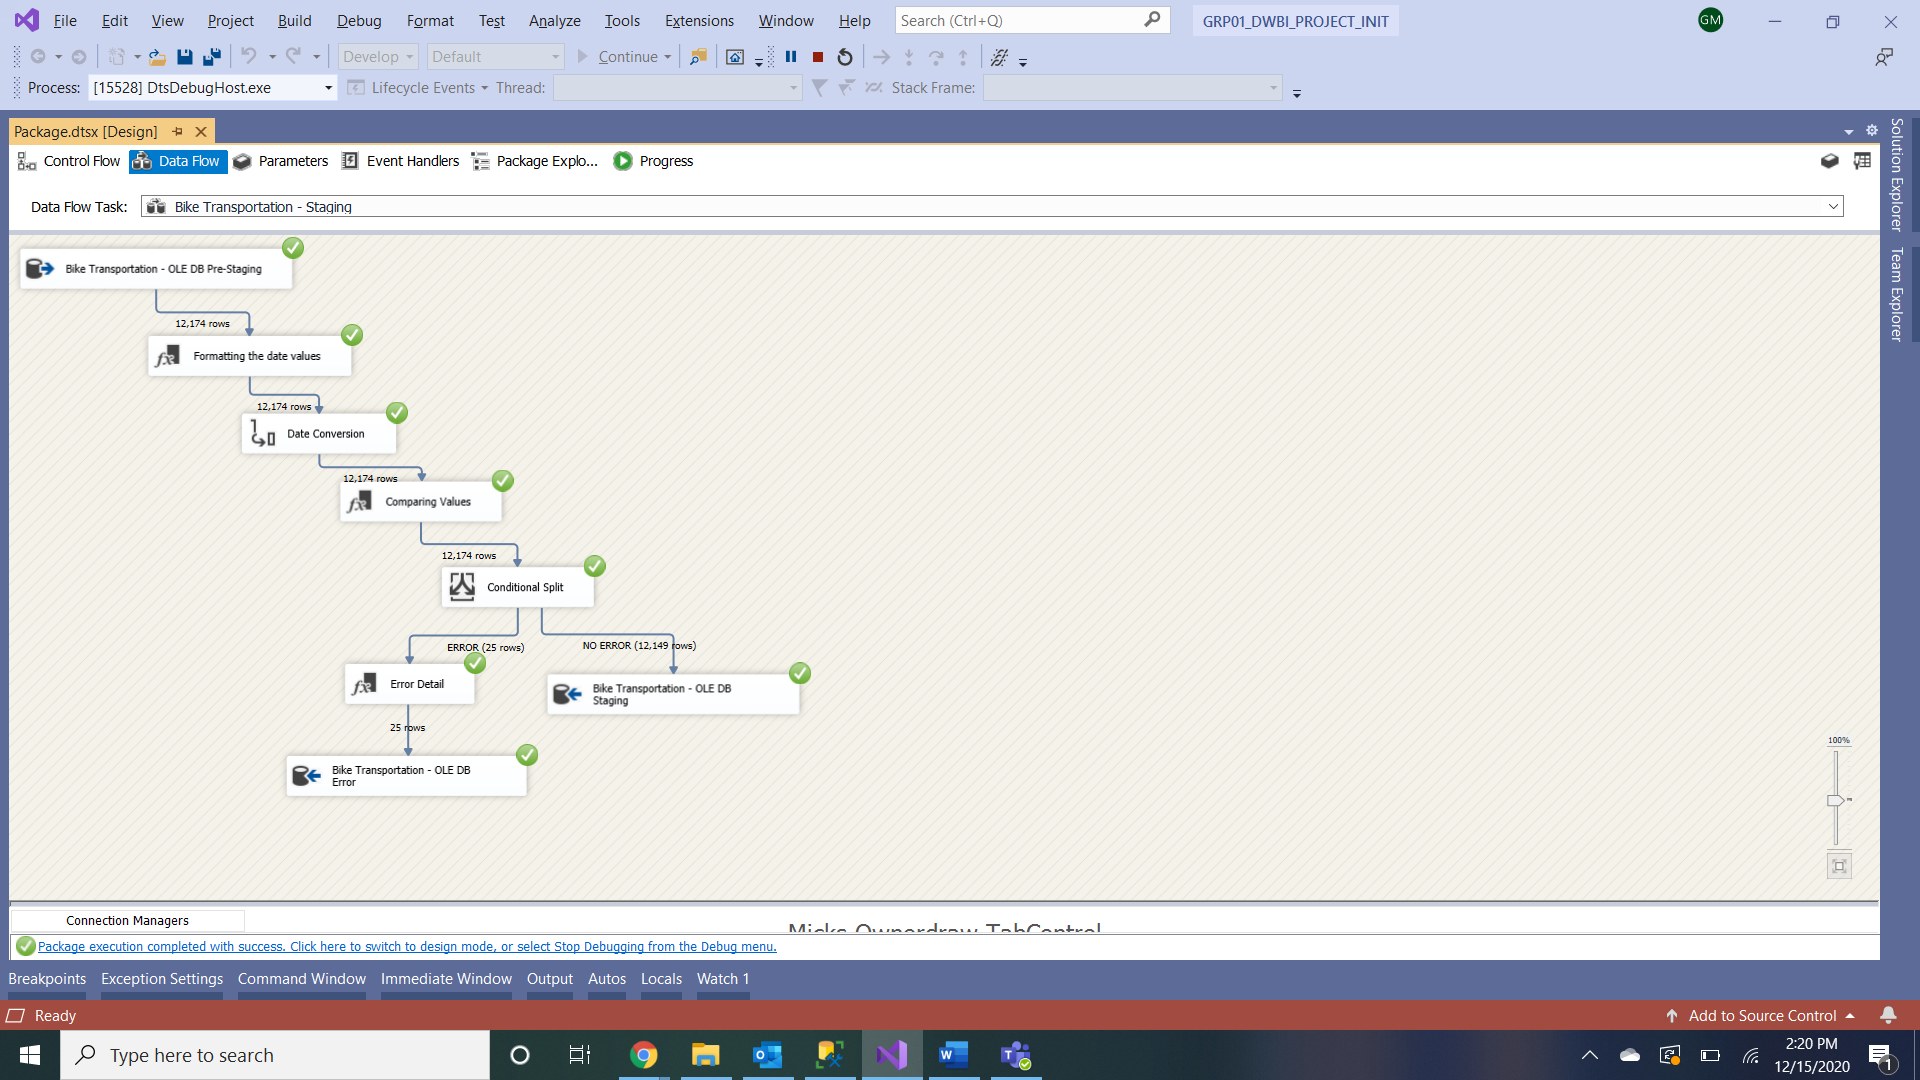 File Edit View Project Build Debug Format Test Analyze Tools Extensions Window Help Search (Ctrl+Q) GRP01_DWBI_PROJECT_INIT GM
Develop Default Continue
Process: [15528] DtsDebugHost.exe Lifecycle Events Thread: Stack Frame:
Package.dtsx [Design]
Control Flow Data Flow Parameters Event Handlers Package Explo... Progress
Data Flow Task: Bike Transportation - Staging
Solution Explorer
Team Explorer
Bike Transportation - OLE DB Pre-Staging
12,174 rows
Formatting the date values
12,174 rows
Date Conversion
12,174 rows
Comparing Values
12,174 rows
Conditional Split
ERROR (25 rows) NO ERROR (12,149 rows)
Error Detail
Bike Transportation - OLE DB
Staging
25 rows
Bike Transportation - OLE DB
Error
100%
Connection Managers
Micks Ownerdraw TabControl
Package execution completed with success. Click here to switch to design mode, or select Stop Debugging from the Debug menu.
Breakpoints Exception Settings Command Window Immediate Window Output Autos Locals Watch 1
Ready Add to Source Control
Type here to search
2:20 PM
12/15/2020
1